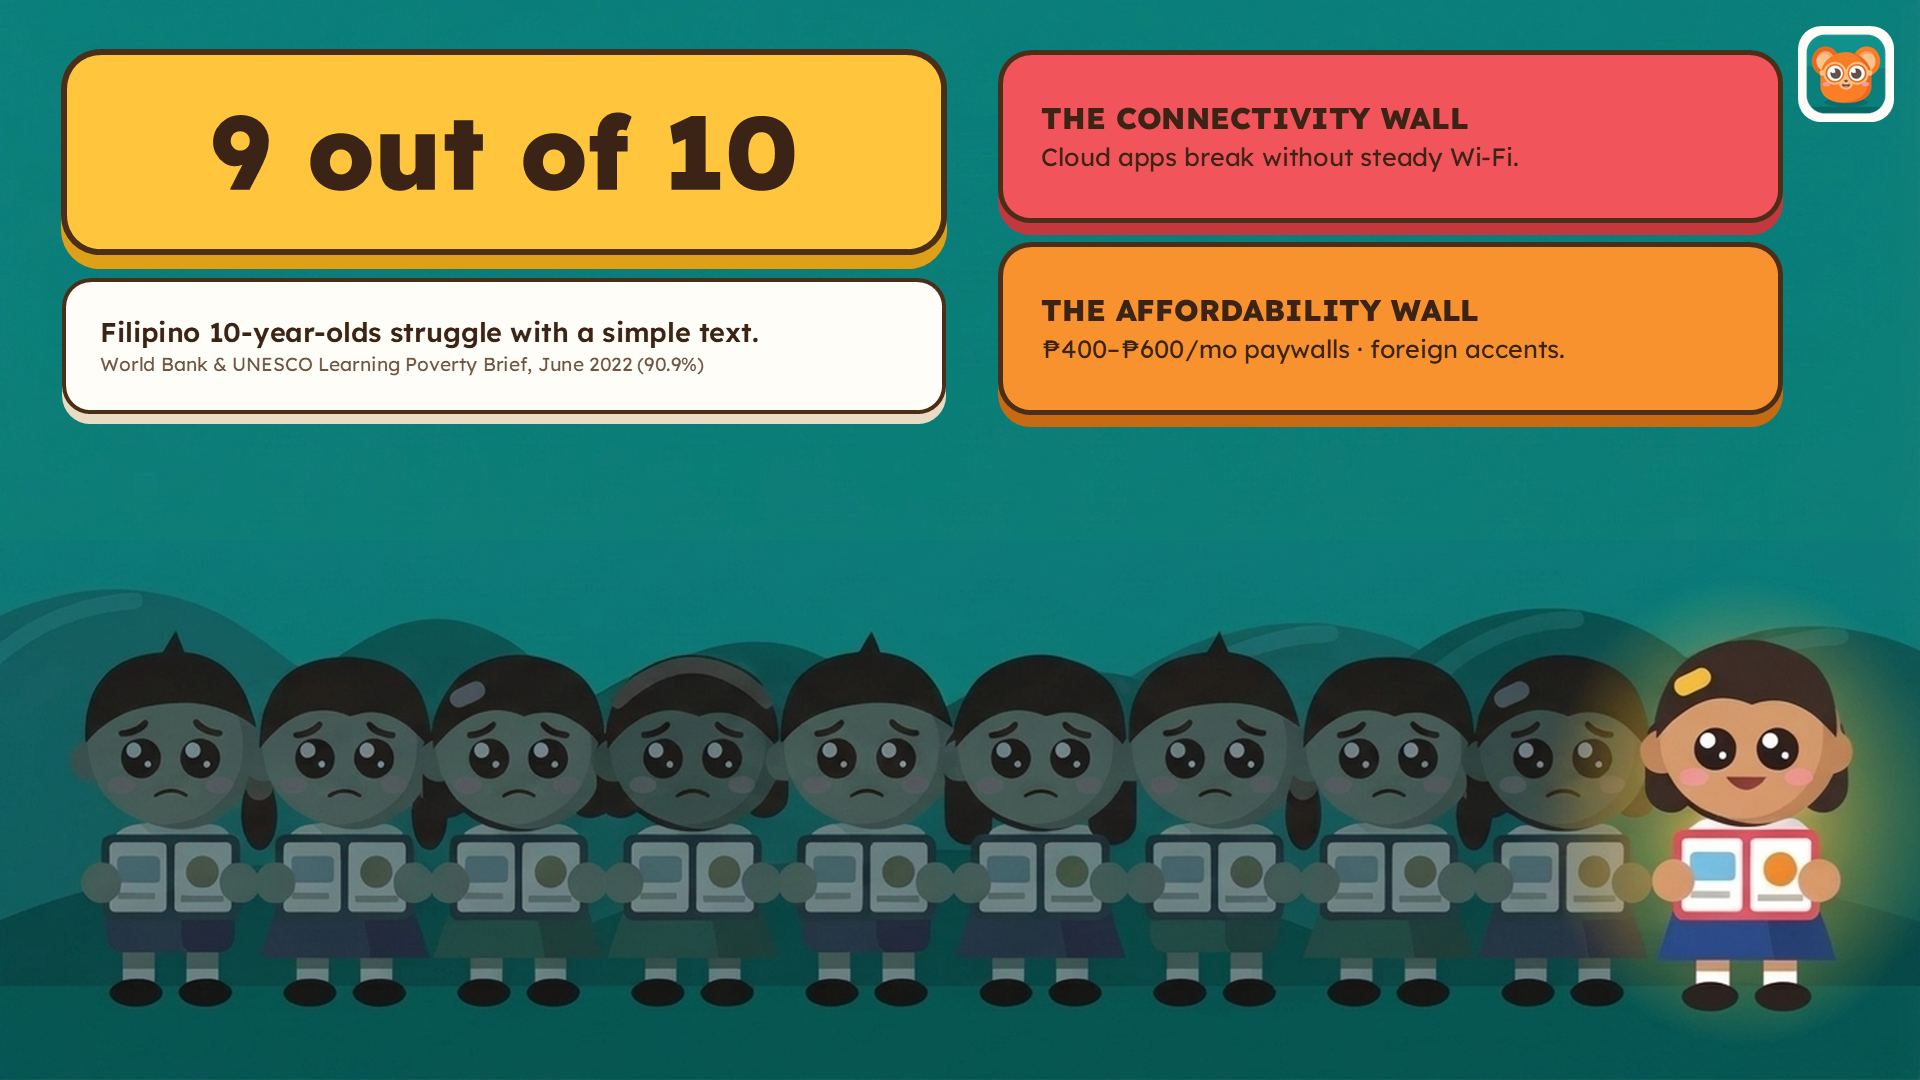 9 out of 10
Filipino 10-year-olds struggle with a simple text.
World Bank & UNESCO Learning Poverty Brief, June 2022 (90.9%)
THE CONNECTIVITY WALL
Cloud apps break without steady Wi-Fi.
THE AFFORDABILITY WALL
₱400–₱600/mo paywalls · foreign accents.